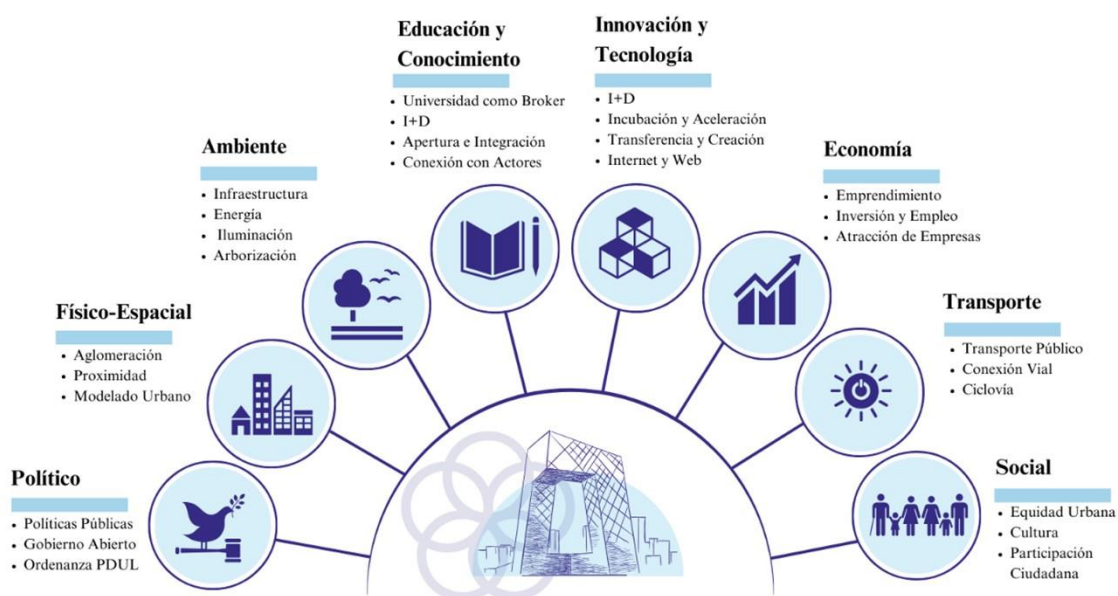 Educación y
Conocimiento
• Universidad como Broker
• I+D
• Apertura e Integración
• Conexión con Actores
Innovación y
Tecnología
• I+D
• Incubación y Aceleración
• Transferencia y Creación
• Internet y Web
Ambiente
• Infraestructura
• Energía
• Iluminación
• Arborización
Economía
• Emprendimiento
• Inversión y Empleo
• Atracción de Empresas
Físico-Espacial
• Aglomeración
• Proximidad
• Modelado Urbano
Transporte
• Transporte Público
• Conexión Vial
• Ciclovía
Político
• Políticas Públicas
• Gobierno Abierto
• Ordenanza PDUL
Social
• Equidad Urbana
• Cultura
• Participación
Ciudadana